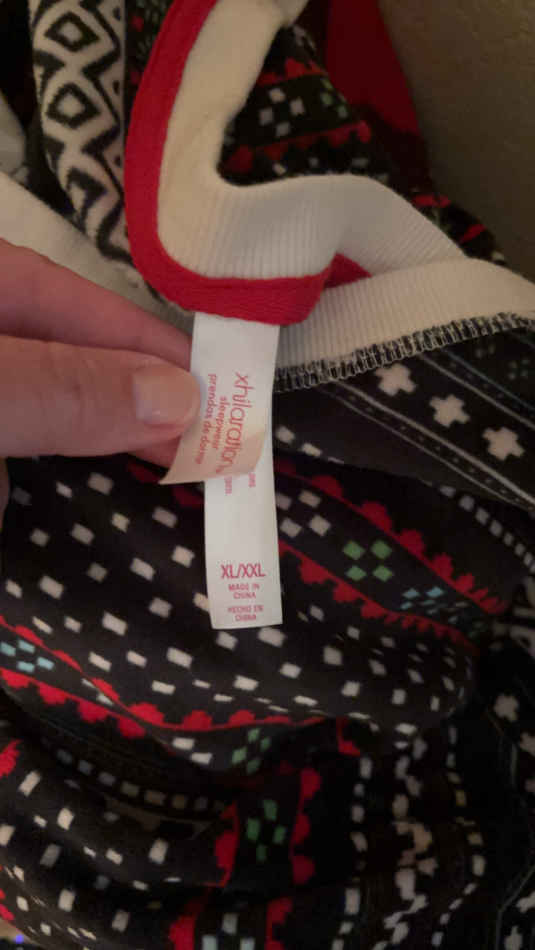 xhilaration
sleepwear
prendas de dormir
XL/XXL
MADE IN
CHINA
HECHO EN
CHINA